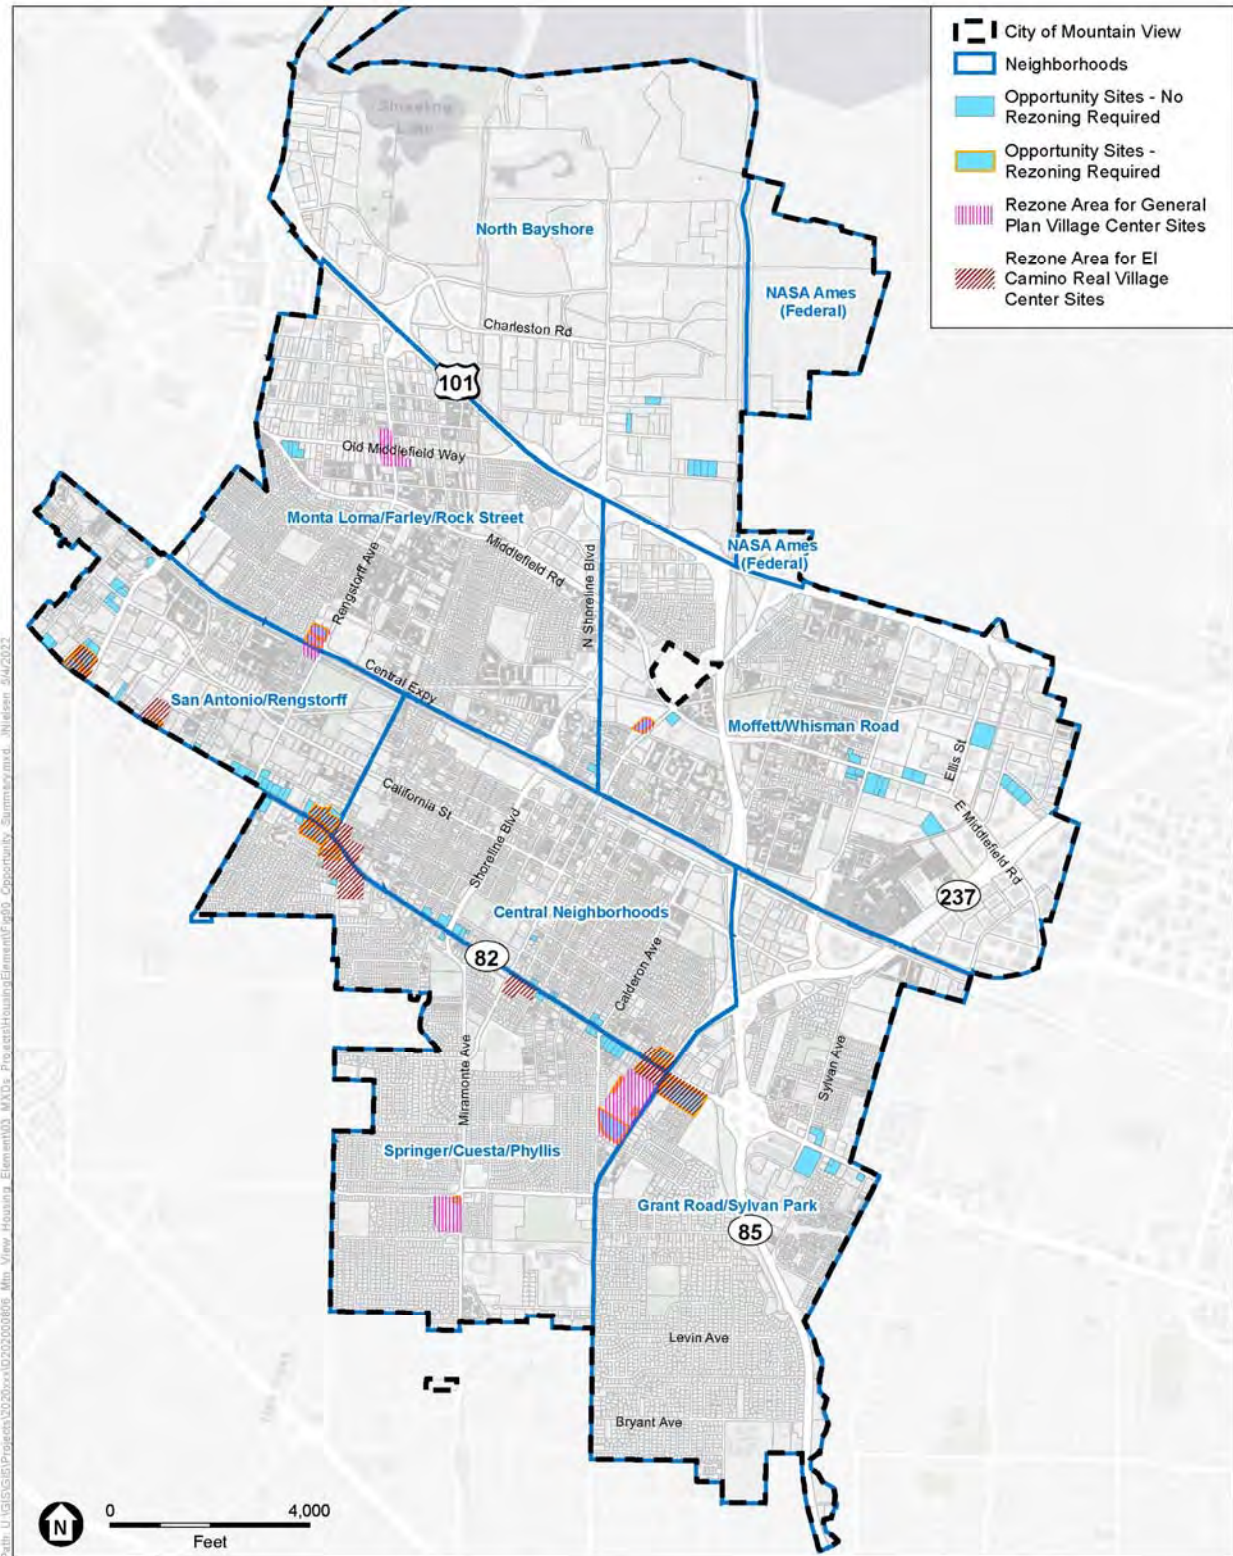 City of Mountain View
Neighborhoods
Opportunity Sites - No
Rezoning Required
Opportunity Sites -
Rezoning Required
Rezone Area for General
Plan Village Center Sites
Rezone Area for El
Camino Real Village
Center Sites
Shoreline
Lake
North Bayshore
NASA Ames
(Federal)
Charleston Rd
101
Old Middlefield Way
Monta Loma/Farley/Rock Street
Middlefield Rd
N Shoreline Blvd
NASA Ames
(Federal)
Rengstorff Ave
Central Expy
San Antonio/Rengstorff
Moffett/Whisman Road
Ellis St
E Middlefield Rd
California St
Shoreline Blvd
237
Central Neighborhoods
82
Calderon Ave
Miramonte Ave
Sylvan Ave
Springer/Cuesta/Phyllis
Grant Road/Sylvan Park
85
Levin Ave
Bryant Ave
N
0 4,000
Feet